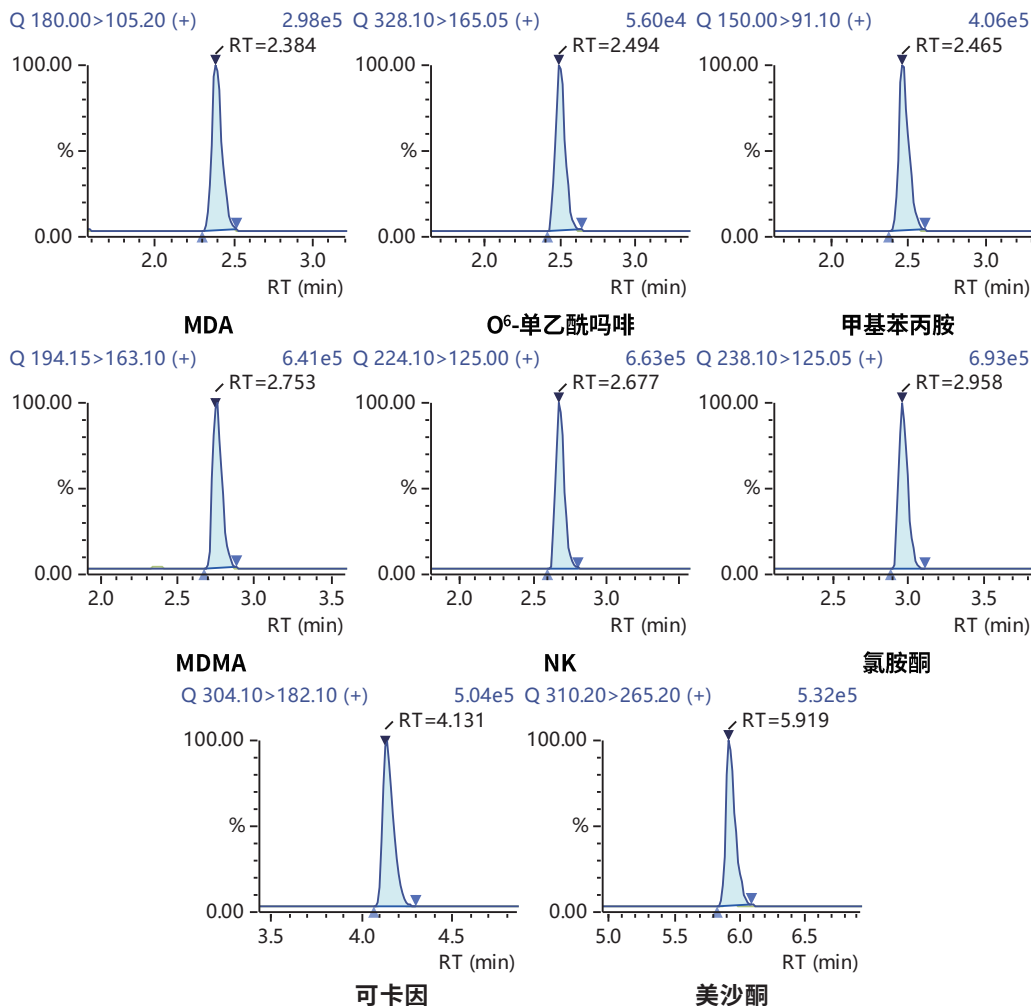 Q 180.00>105.20 (+) 2.98e5
RT=2.384
100.00
%
0.00
2.0 2.5 3.0
RT (min)
MDA
Q 328.10>165.05 (+) 5.60e4
RT=2.494
100.00
%
0.00
2.0 2.5 3.0
RT (min)
O⁶-单乙酰吗啡
Q 150.00>91.10 (+) 4.06e5
RT=2.465
100.00
%
0.00
2.0 2.5 3.0
RT (min)
甲基苯丙胺
Q 194.15>163.10 (+) 6.41e5
RT=2.753
100.00
%
0.00
2.0 2.5 3.0 3.5
RT (min)
MDMA
Q 224.10>125.00 (+) 6.63e5
RT=2.677
100.00
%
0.00
2.0 2.5 3.0
RT (min)
NK
Q 238.10>125.05 (+) 6.93e5
RT=2.958
100.00
%
0.00
2.5 3.0 3.5
RT (min)
氯胺酮
Q 304.10>182.10 (+) 5.04e5
RT=4.131
100.00
%
0.00
3.5 4.0 4.5
RT (min)
可卡因
Q 310.20>265.20 (+) 5.32e5
RT=5.919
100.00
%
0.00
5.0 5.5 6.0 6.5
RT (min)
美沙酮